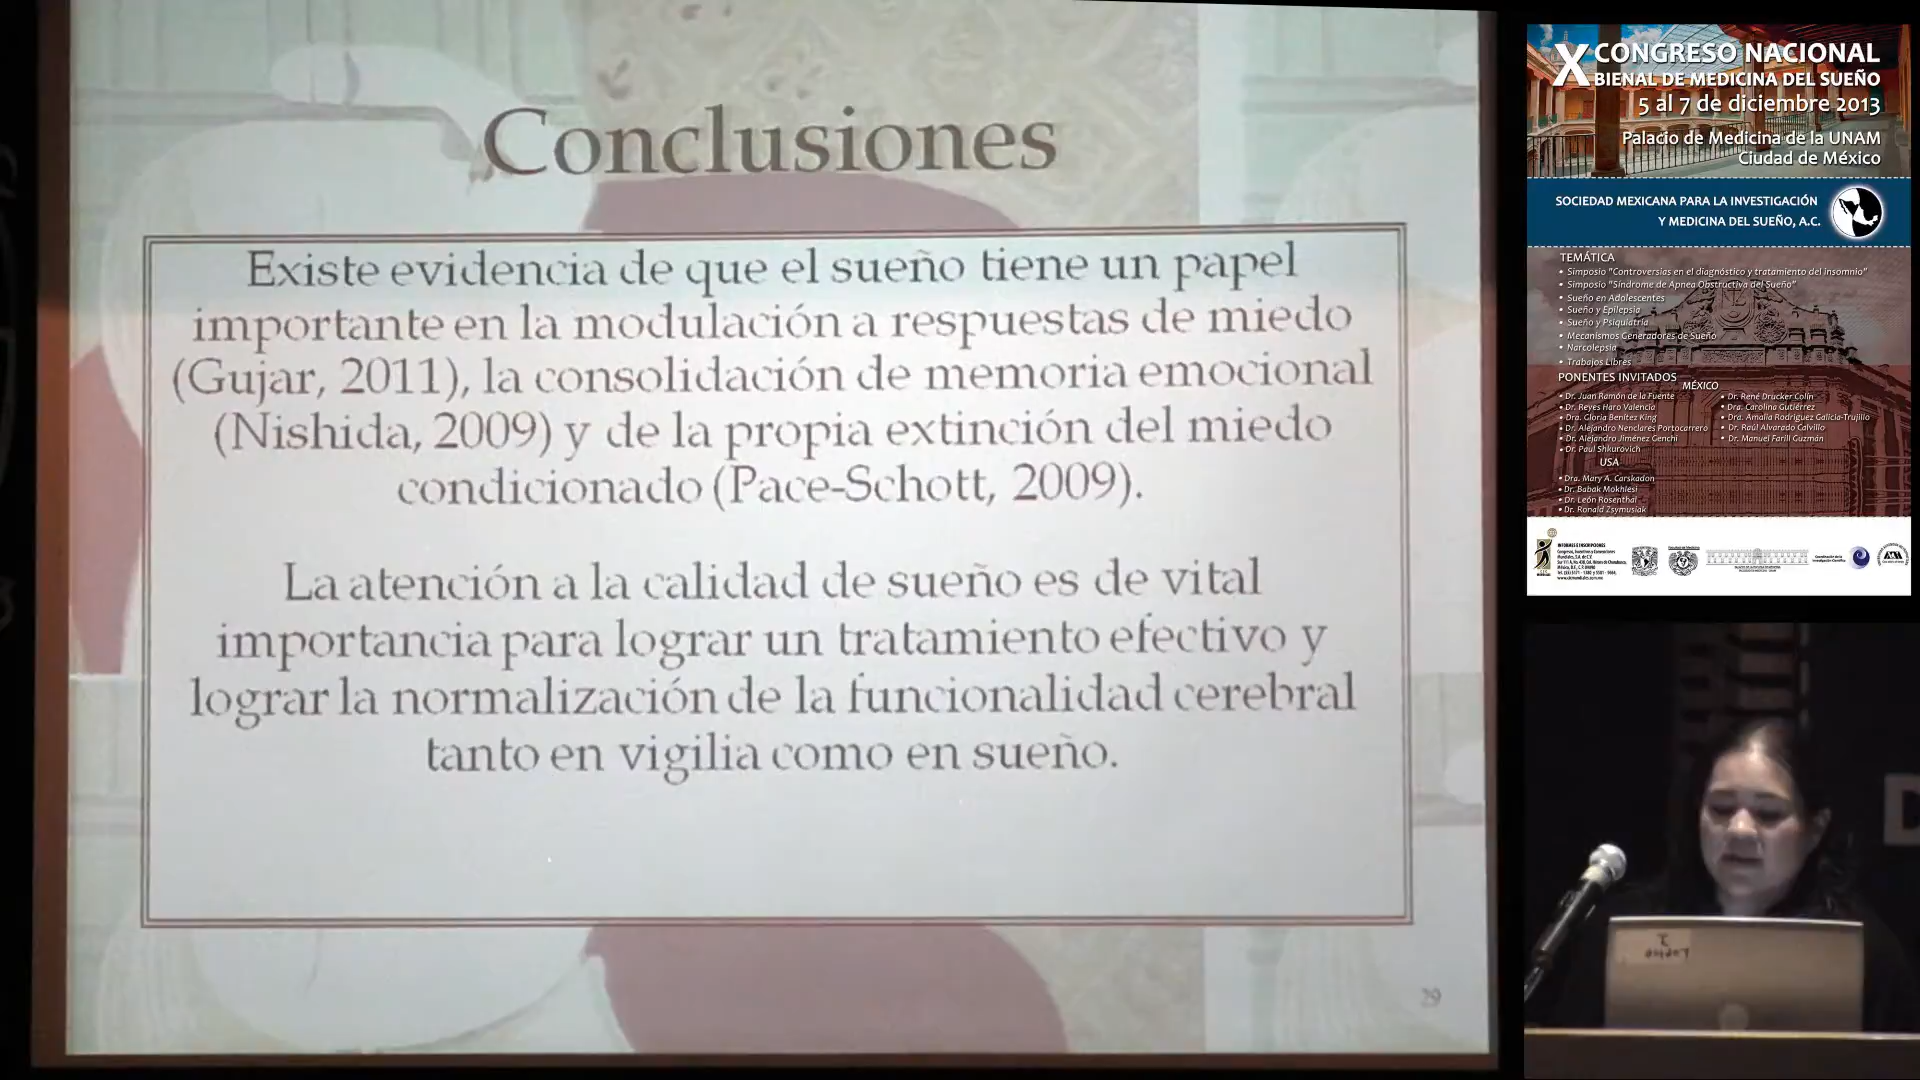 Conclusiones
Existe evidencia de que el sueño tiene un papel
importante en la modulación a respuestas de miedo
(Gujar, 2011), la consolidación de memoria emocional
(Nishida, 2009) y de la propia extinción del miedo
condicionado (Pace-Schott, 2009).
La atención a la calidad de sueño es de vital
importancia para lograr un tratamiento efectivo y
lograr la normalización de la funcionalidad cerebral
tanto en vigilia como en sueño.
29
X CONGRESO NACIONAL
BIENAL DE MEDICINA DEL SUEÑO
5 al 7 de diciembre 2013
Palacio de Medicina de la UNAM
Ciudad de México
SOCIEDAD MEXICANA PARA LA INVESTIGACIÓN
Y MEDICINA DEL SUEÑO, A.C.
TEMÁTICA
• Simposio "Controversias en el diagnóstico y tratamiento del Insomnio"
• Simposio "Síndrome de Apnea Obstructiva del Sueño"
• Sueño en Adolescentes
• Sueño y Epilepsia
• Sueño y Psiquiatría
• Mecanismos Generadores de Sueño
• Narcolepsia
• Trabajos Libres
PONENTES INVITADOS
MÉXICO
• Dr. Juan Ramón de la Fuente
• Dr. Reyes Haro Valencia
• Dra. Gloria Benítez King
• Dr. Alejandro Nenclares Portocarrero
• Dr. Alejandro Jiménez Genchi
• Dr. Paul Shkurovich
• Dr. René Drucker Colín
• Dra. Carolina Gutiérrez
• Dra. Amalia Rodríguez Galicia-Trujillo
• Dr. Raúl Alvarado Calvillo
• Dr. Manuel Farill Guzmán
USA
• Dra. Mary A. Carskadon
• Dr. Babak Mokhlesi
• Dr. León Rosenthal
• Dr. Ronald Zsymusiak
INFORMES E INSCRIPCIONES